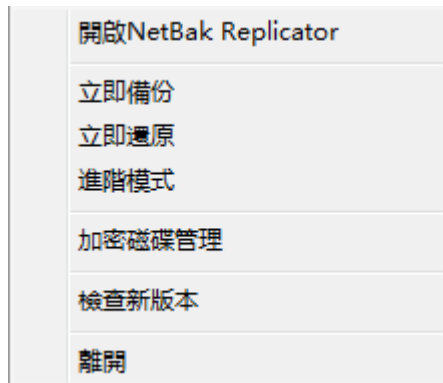 開啟NetBak Replicator
立即備份
立即還原
進階模式
加密磁碟管理
檢查新版本
離開